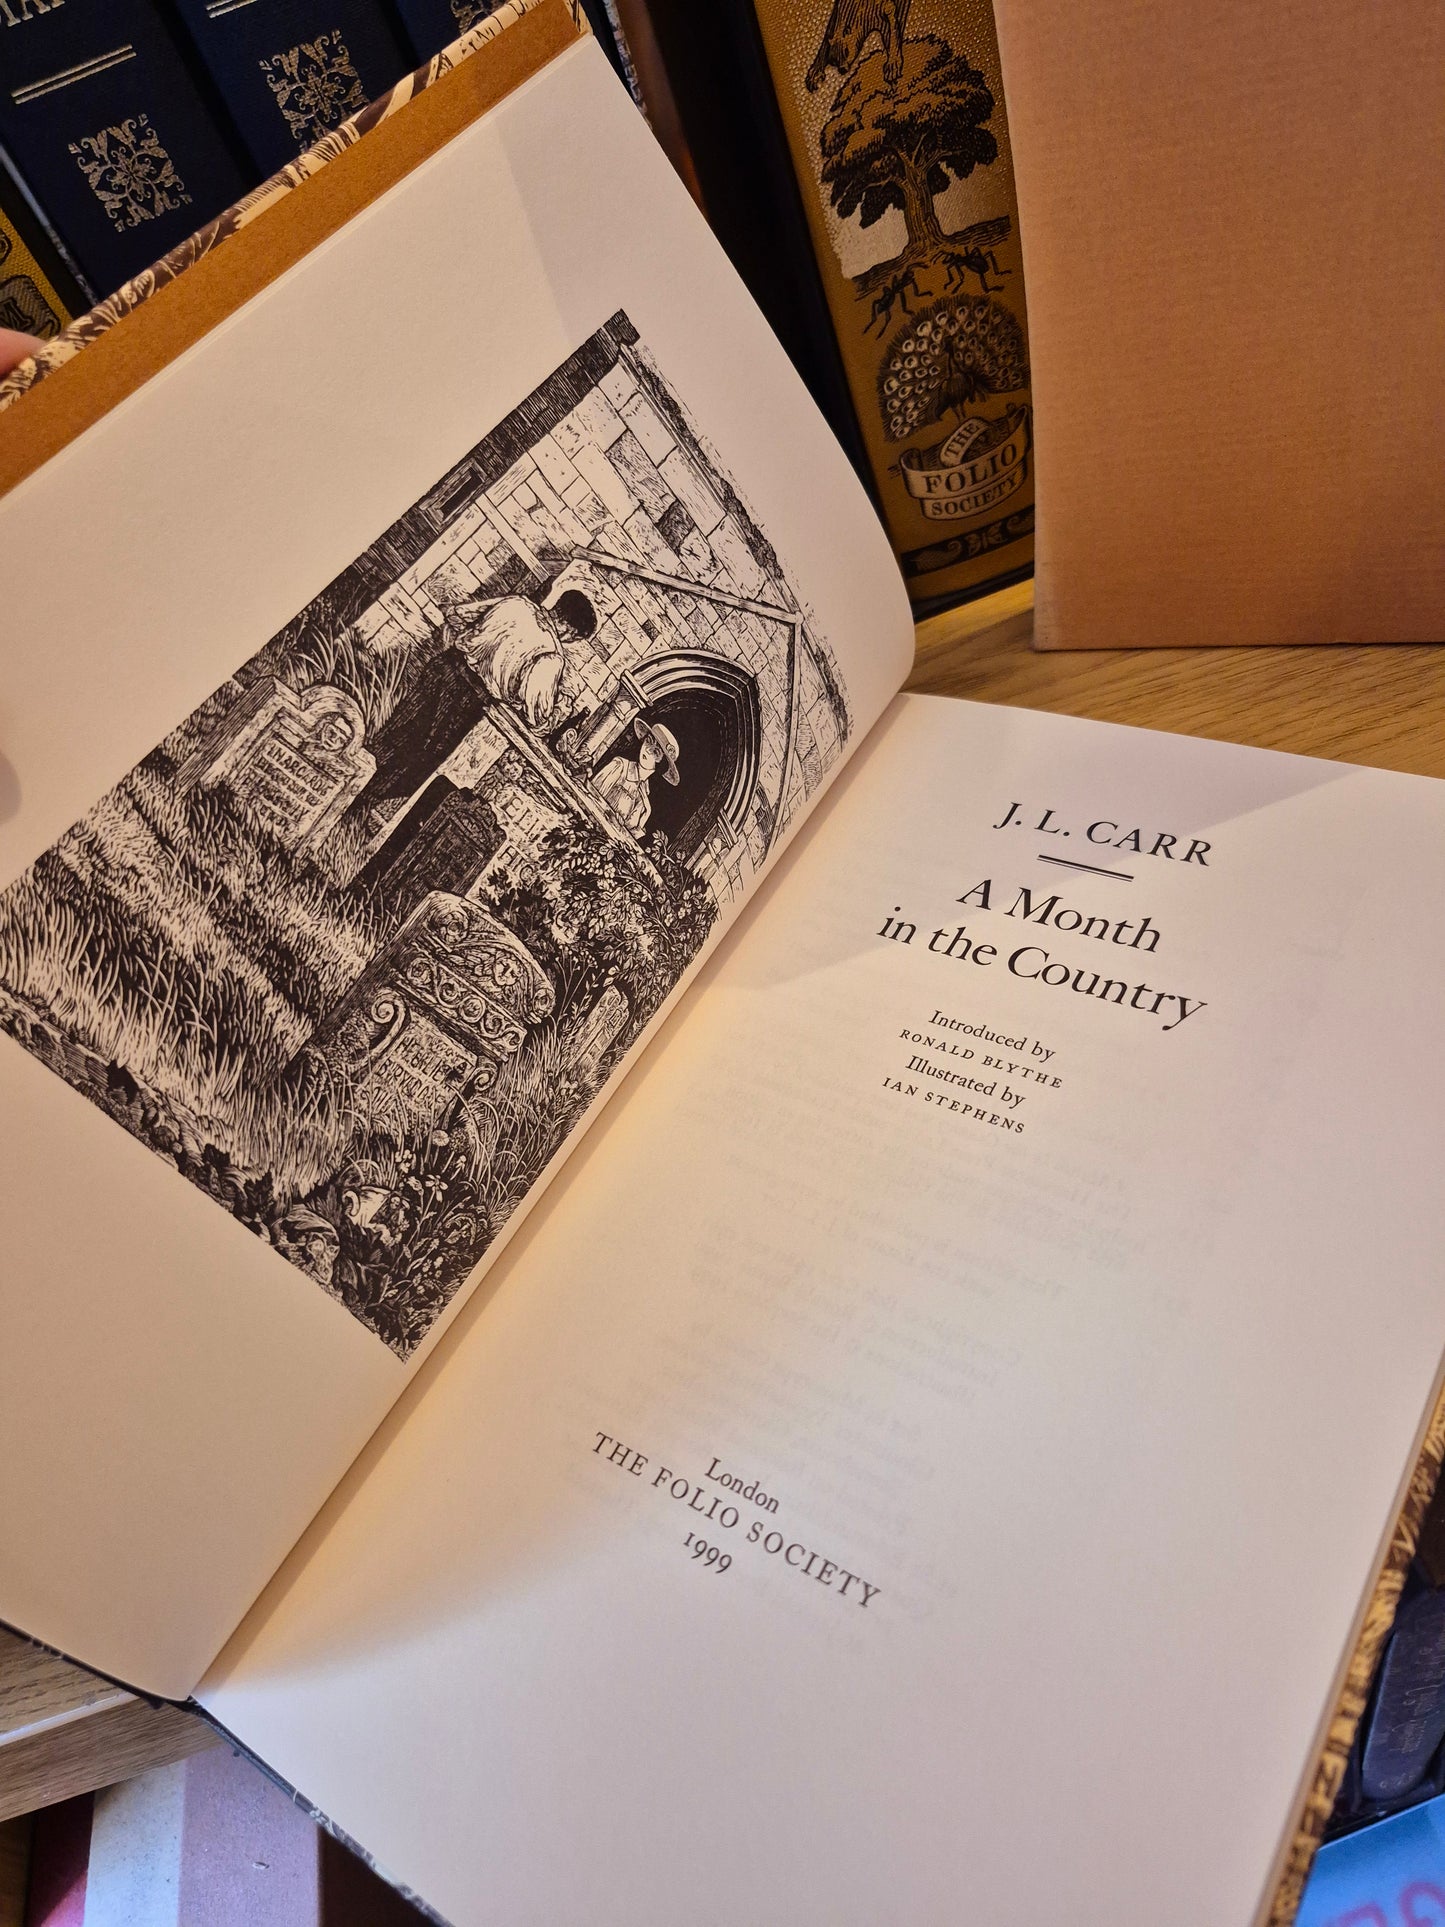 J. L. CARR
A Month
in the Country
Introduced by
RONALD BLYTHE
Illustrated by
IAN STEPHENS
London
THE FOLIO SOCIETY
1999
THE
FOLIO
SOCIETY